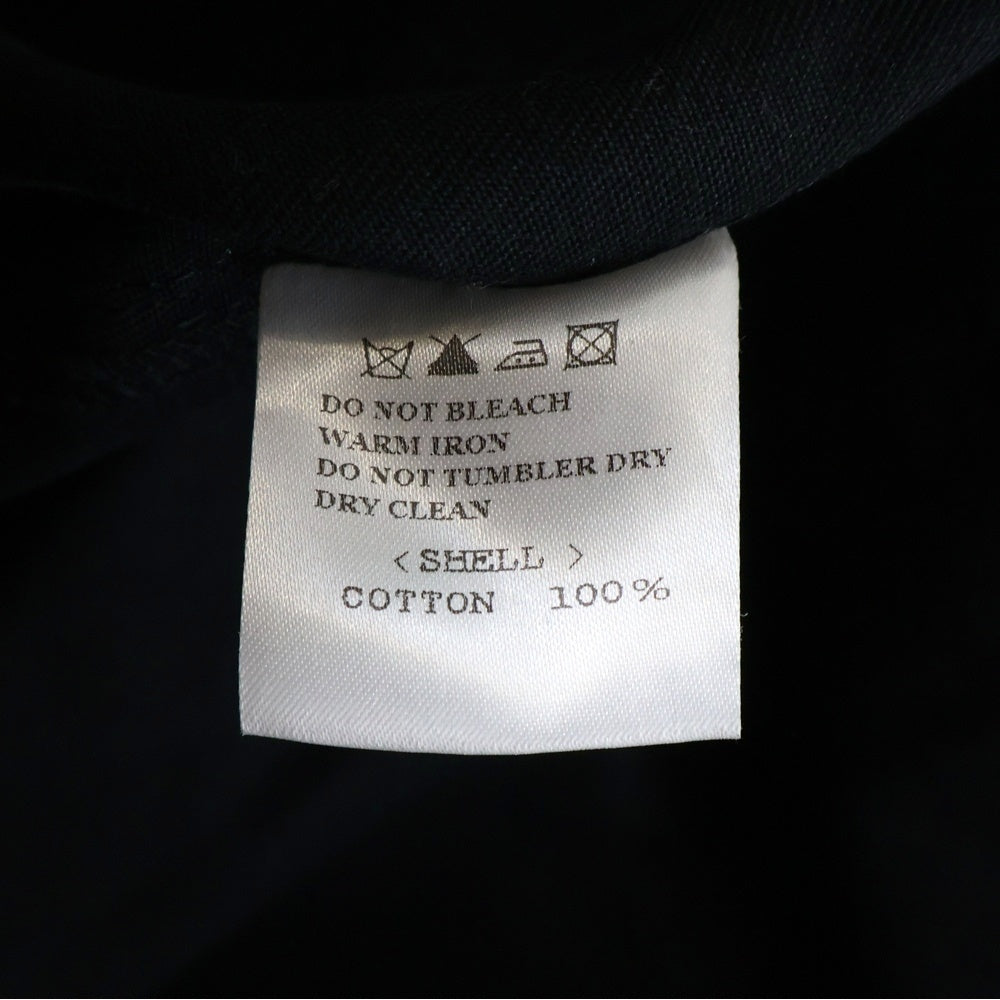 DO NOT BLEACH
WARM IRON
DO NOT TUMBLER DRY
DRY CLEAN
< SHELL >
COTTON 100%